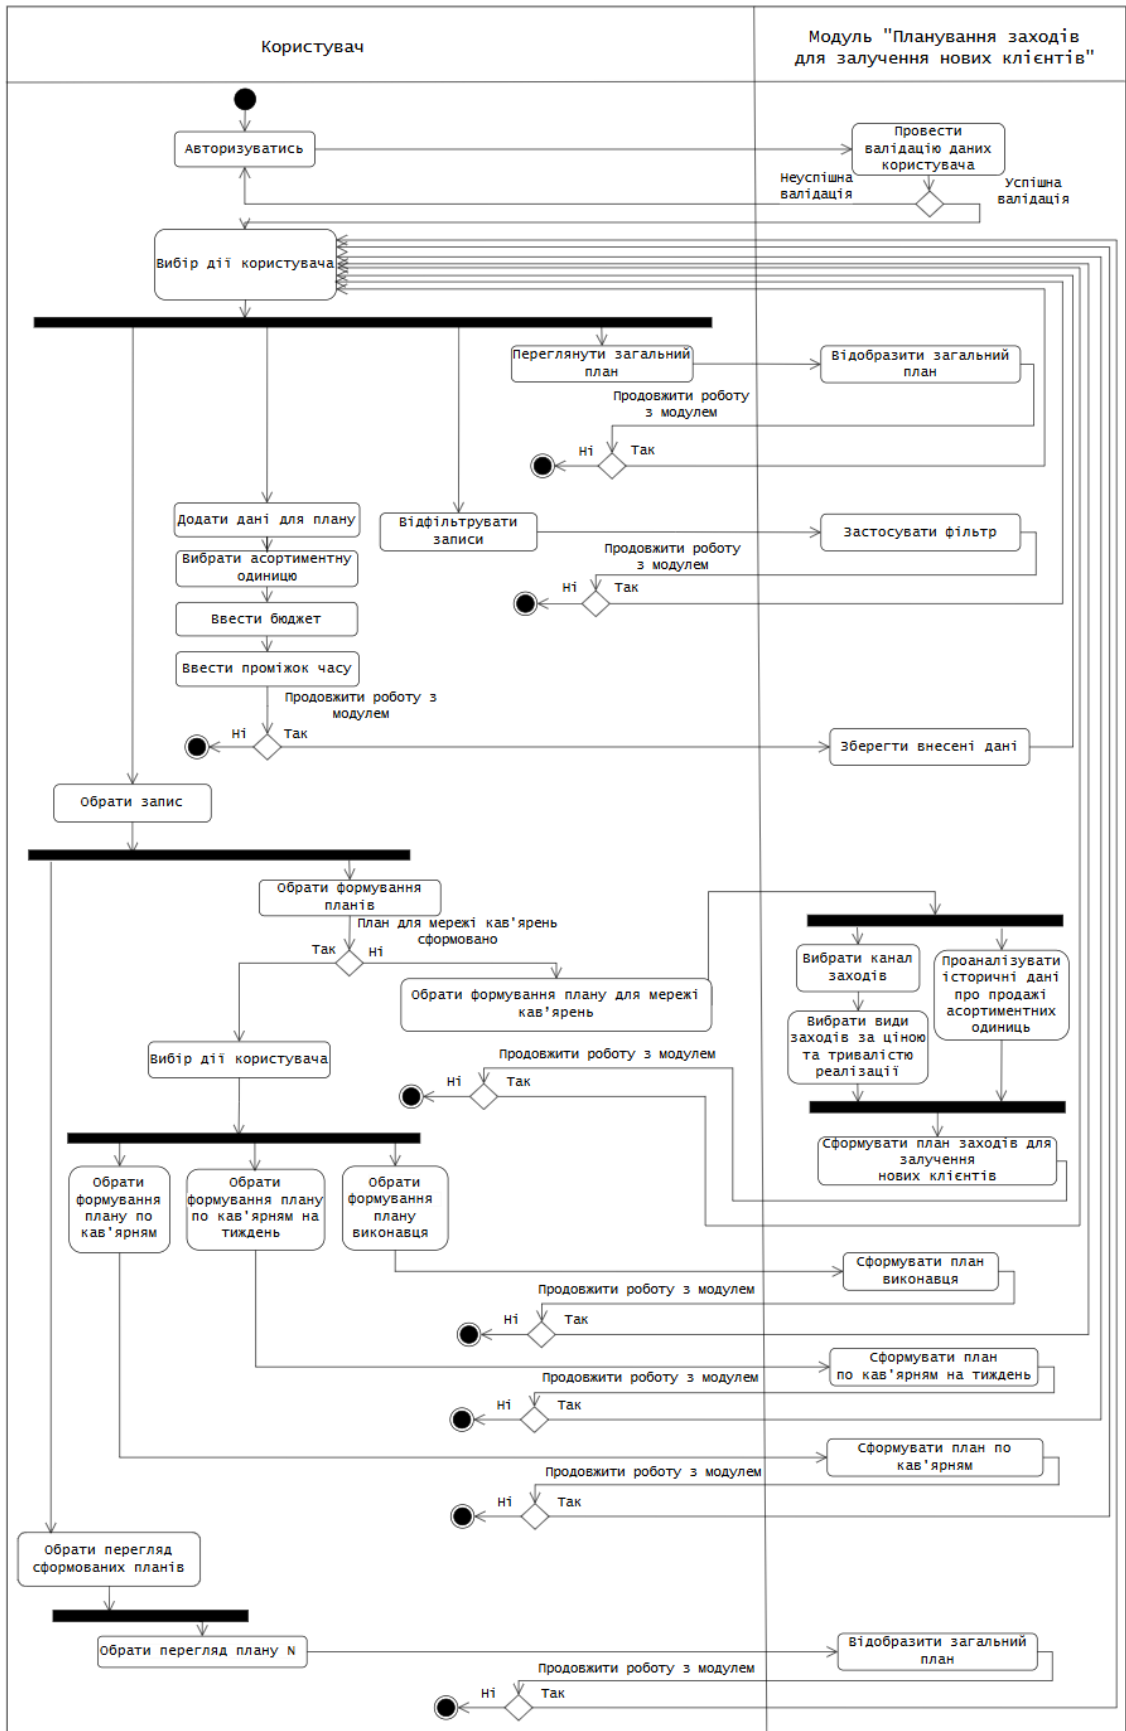 Користувач
Модуль "Планування заходів
для залучення нових клієнтів"
Авторизуватись
Провести
валідацію даних
користувача
Неуспішна
валідація
Успішна
валідація
Вибір дії користувача
Переглянути загальний
план
Відобразити загальний
план
Продовжити роботу
з модулем
Ні
Так
Додати дані для плану
Відфільтрувати
записи
Застосувати фільтр
Вибрати асортиментну
одиницю
Продовжити роботу
з модулем
Ні
Так
Ввести бюджет
Ввести проміжок часу
Продовжити роботу з
модулем
Ні
Так
Зберегти внесені дані
Обрати запис
Обрати формування
планів
План для мережі кав'ярень
сформовано
Так
Ні
Обрати формування плану для мережі
кав'ярень
Вибрати канал
заходів
Проаналізувати
історичні дані
про продажі
асортиментних
одиниць
Вибрати види
заходів за ціною
та тривалістю
реалізації
Вибір дії користувача
Продовжити роботу з модулем
Ні
Так
Сформувати план заходів для
залучення
нових клієнтів
Обрати
формування
плану по
кав'ярням
Обрати
формування плану
по кав'ярням на
тиждень
Обрати
формування
плану
виконавця
Сформувати план
виконавця
Продовжити роботу з модулем
Ні
Так
Сформувати план
по кав'ярням на тиждень
Продовжити роботу з модулем
Ні
Так
Сформувати план по
кав'ярням
Продовжити роботу з модулем
Ні
Так
Обрати перегляд
сформованих планів
Обрати перегляд плану N
Відобразити загальний
план
Продовжити роботу з модулем
Ні
Так